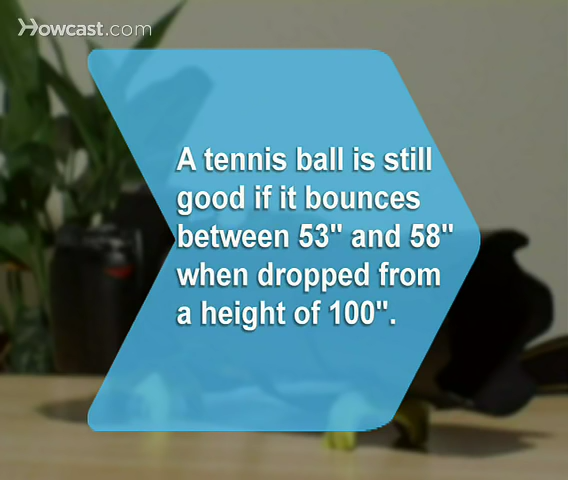 Howcast.com
A tennis ball is still
good if it bounces
between 53" and 58"
when dropped from
a height of 100".